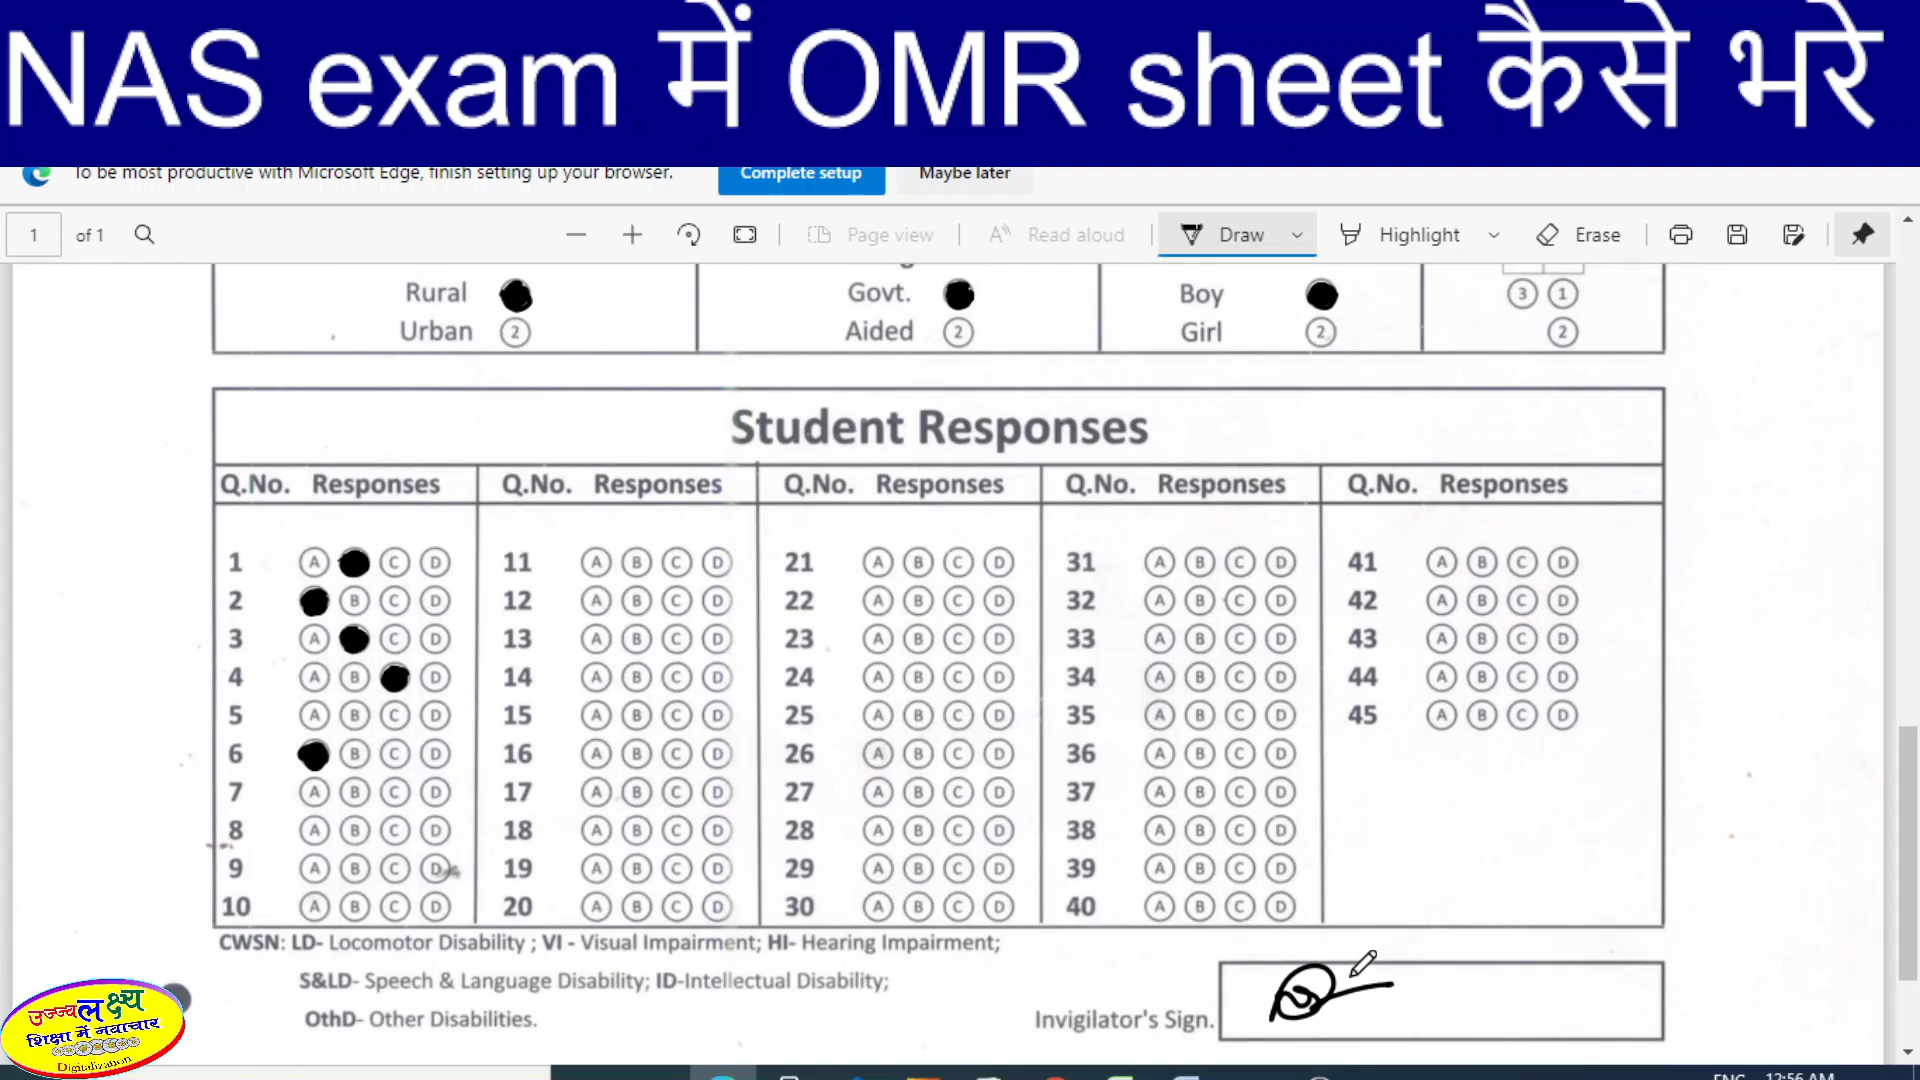 NAS exam में OMR sheet कैसे भरे
To be most productive with Microsoft Edge, finish setting up your browser. Complete setup Maybe later
1 of 1 Page view Read aloud Draw Highlight Erase
Rural Govt. Boy 3 1
Urban 2 Aided 2 Girl 2 2
Student Responses
Q.No. Responses Q.No. Responses Q.No. Responses Q.No. Responses Q.No. Responses
1 A C D 11 A B C D 21 A B C D 31 A B C D 41 A B C D
2 B C D 12 A B C D 22 A B C D 32 A B C D 42 A B C D
3 A C D 13 A B C D 23 A B C D 33 A B C D 43 A B C D
4 A B D 14 A B C D 24 A B C D 34 A B C D 44 A B C D
5 A B C D 15 A B C D 25 A B C D 35 A B C D 45 A B C D
6 B C D 16 A B C D 26 A B C D 36 A B C D
7 A B C D 17 A B C D 27 A B C D 37 A B C D
8 A B C D 18 A B C D 28 A B C D 38 A B C D
9 A B C D 19 A B C D 29 A B C D 39 A B C D
10 A B C D 20 A B C D 30 A B C D 40 A B C D
CWSN: LD- Locomotor Disability ; VI - Visual Impairment; HI- Hearing Impairment;
S&LD- Speech & Language Disability; ID-Intellectual Disability;
OthD- Other Disabilities. Invigilator's Sign.
उज्ज्व लक्ष्य
शिक्षा में नवाचार
Digitalization
ENG 12:56 AM